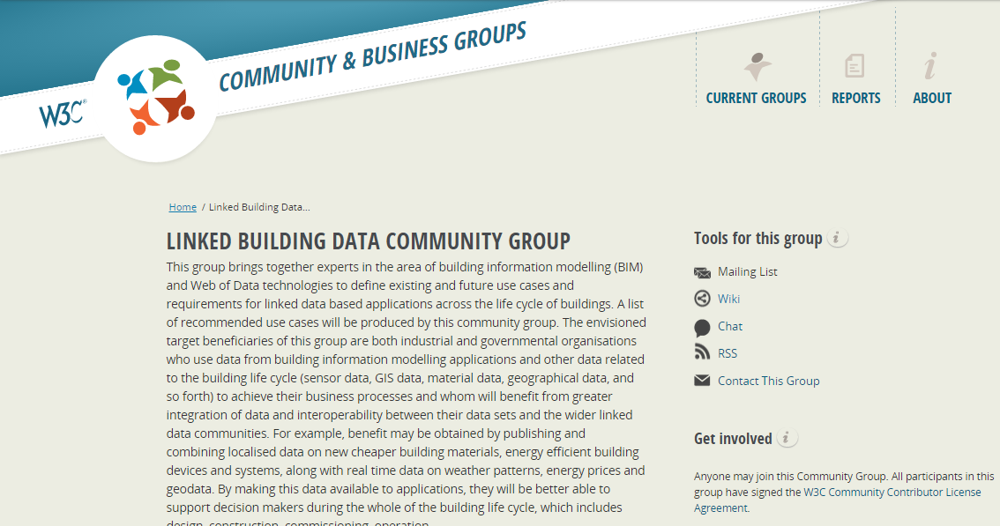 COMMUNITY & BUSINESS GROUPS
W3C®
CURRENT GROUPS
REPORTS
ABOUT
Home / Linked Building Data...
LINKED BUILDING DATA COMMUNITY GROUP
This group brings together experts in the area of building information modelling (BIM)
and Web of Data technologies to define existing and future use cases and
requirements for linked data based applications across the life cycle of buildings. A list
of recommended use cases will be produced by this community group. The envisioned
target beneficiaries of this group are both industrial and governmental organisations
who use data from building information modelling applications and other data related
to the building life cycle (sensor data, GIS data, material data, geographical data, and
so forth) to achieve their business processes and whom will benefit from greater
integration of data and interoperability between their data sets and the wider linked
data communities. For example, benefit may be obtained by publishing and
combining localised data on new cheaper building materials, energy efficient building
devices and systems, along with real time data on weather patterns, energy prices and
geodata. By making this data available to applications, they will be better able to
support decision makers during the whole of the building life cycle, which includes
design, construction, commissioning, operation
Tools for this group
Mailing List
Wiki
Chat
RSS
Contact This Group
Get involved
Anyone may join this Community Group. All participants in this
group have signed the W3C Community Contributor License
Agreement.